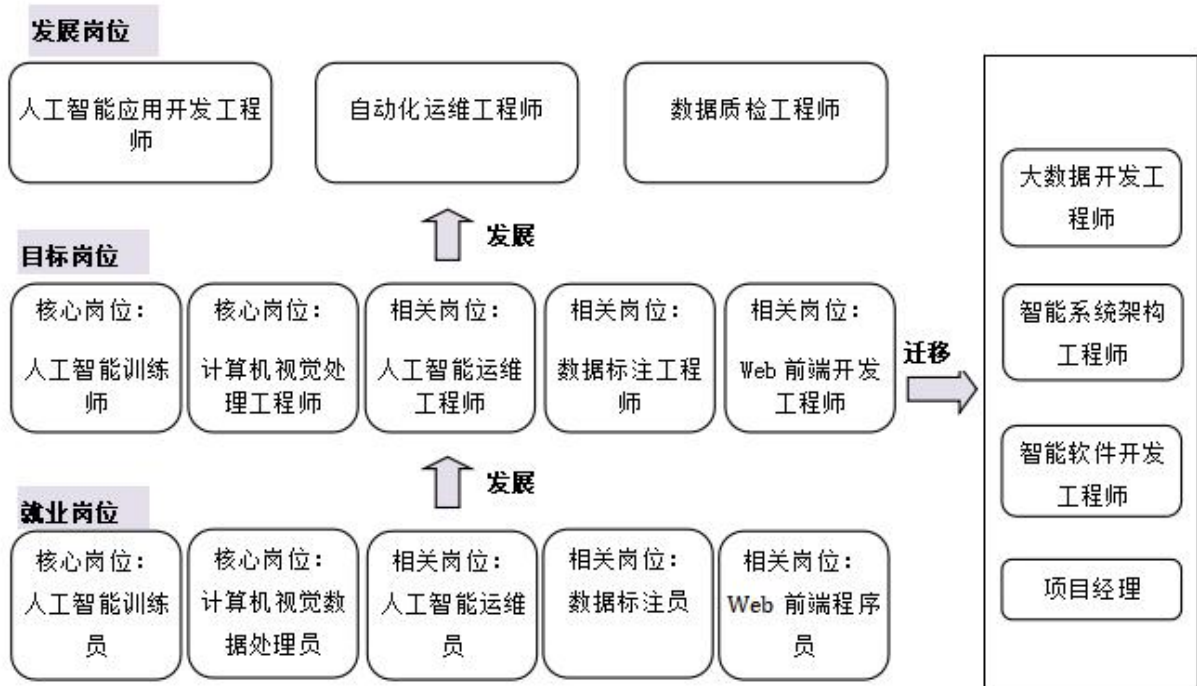 发展岗位
人工智能应用开发工程
师
自动化运维工程师
数据质检工程师
发展
目标岗位
核心岗位：
人工智能训练
师
核心岗位：
计算机视觉处
理工程师
相关岗位：
人工智能运维
工程师
相关岗位：
数据标注工程
师
相关岗位：
Web 前端开发
工程师
迁移
发展
就业岗位
核心岗位：
人工智能训练
员
核心岗位：
计算机视觉数
据处理员
相关岗位：
人工智能运维
员
相关岗位：
数据标注员
相关岗位：
Web 前端程序
员
大数据开发工
程师
智能系统架构
工程师
智能软件开发
工程师
项目经理